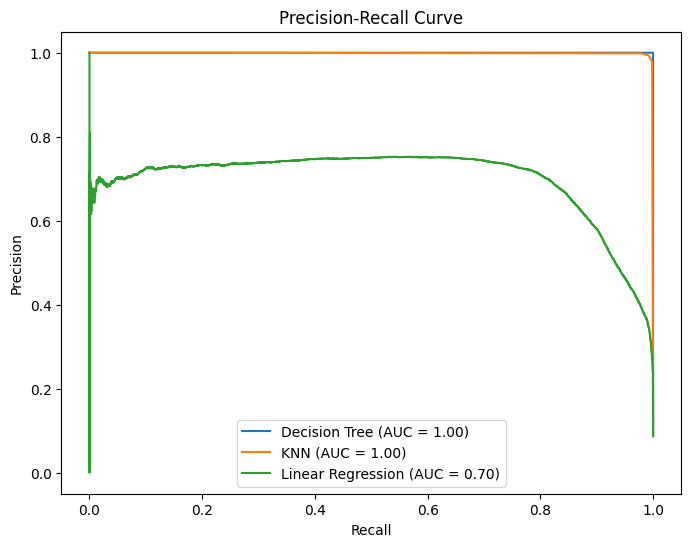 Precision-Recall Curve
1.0
0.8
0.6
0.4
0.2
0.0
Precision
Decision Tree (AUC = 1.00)
KNN (AUC = 1.00)
Linear Regression (AUC = 0.70)
0.0 0.2 0.4 0.6 0.8 1.0
Recall